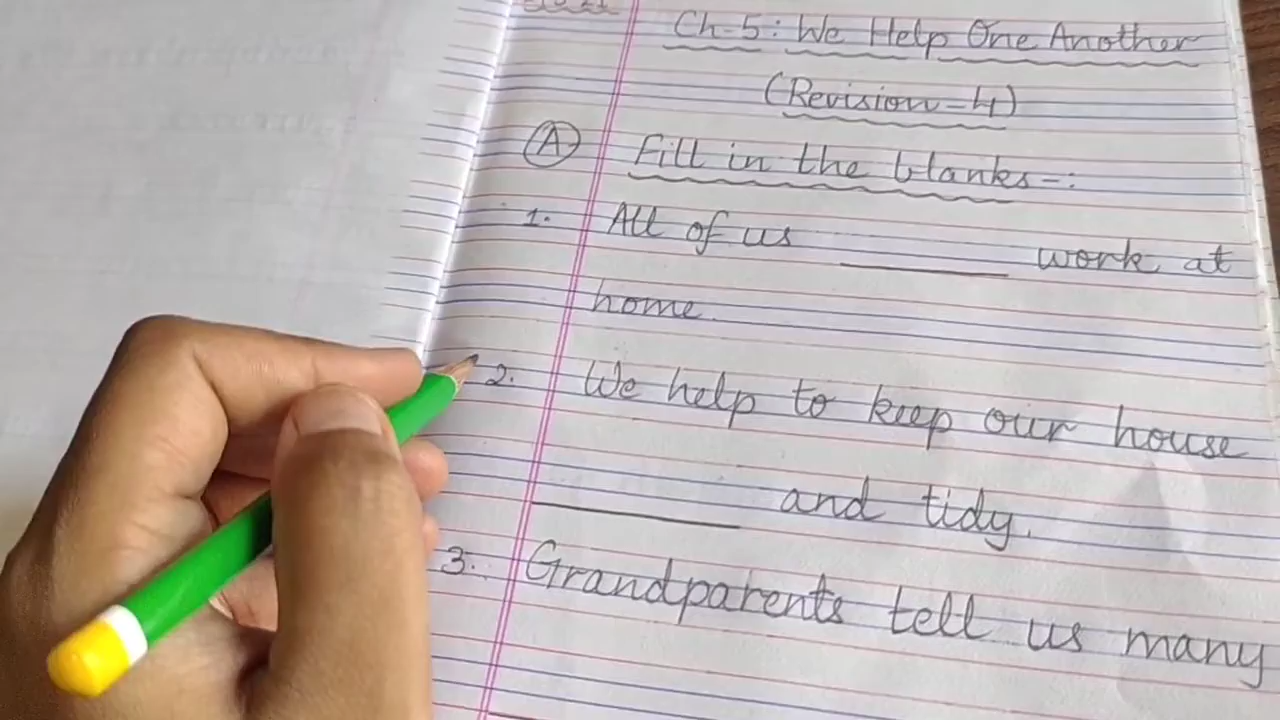 Ch-5: We Help One Another
(Revision-4)
A Fill in the blanks-:
1. All of us ________ work at
home.
2. We help to keep our house
________ and tidy.
3. Grandparents tell us many